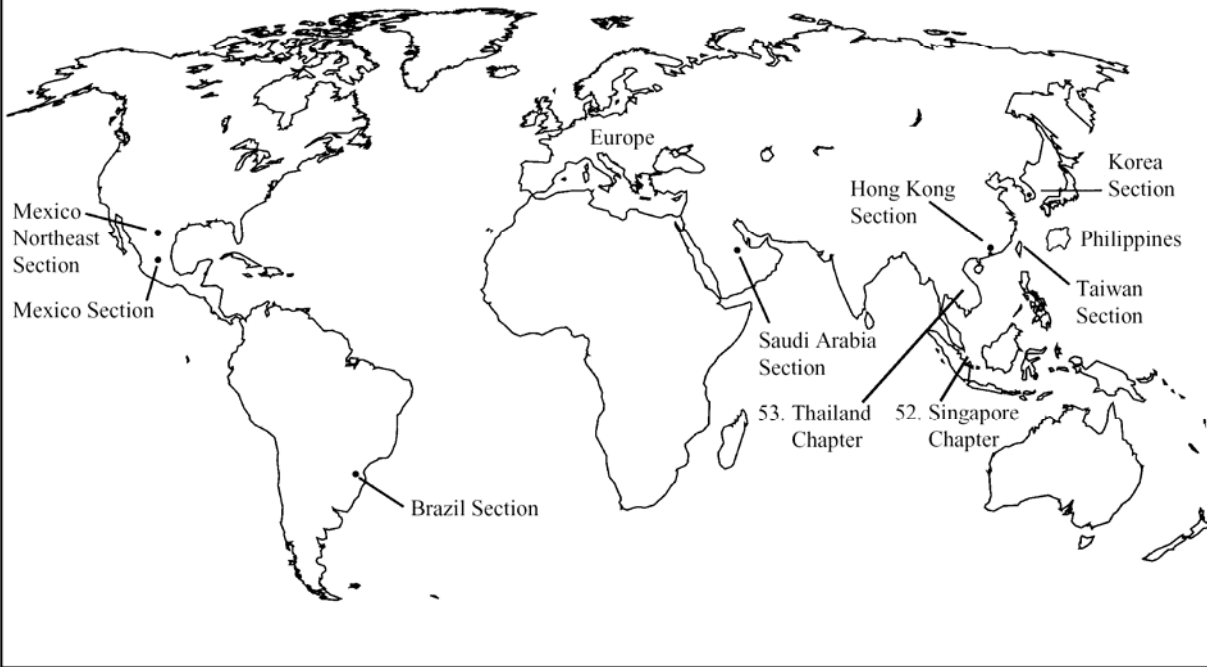 Europe
Korea
Section
Hong Kong
Section
Mexico
Northeast
Section
Philippines
Mexico Section
Taiwan
Section
Saudi Arabia
Section
53. Thailand
Chapter
52. Singapore
Chapter
Brazil Section